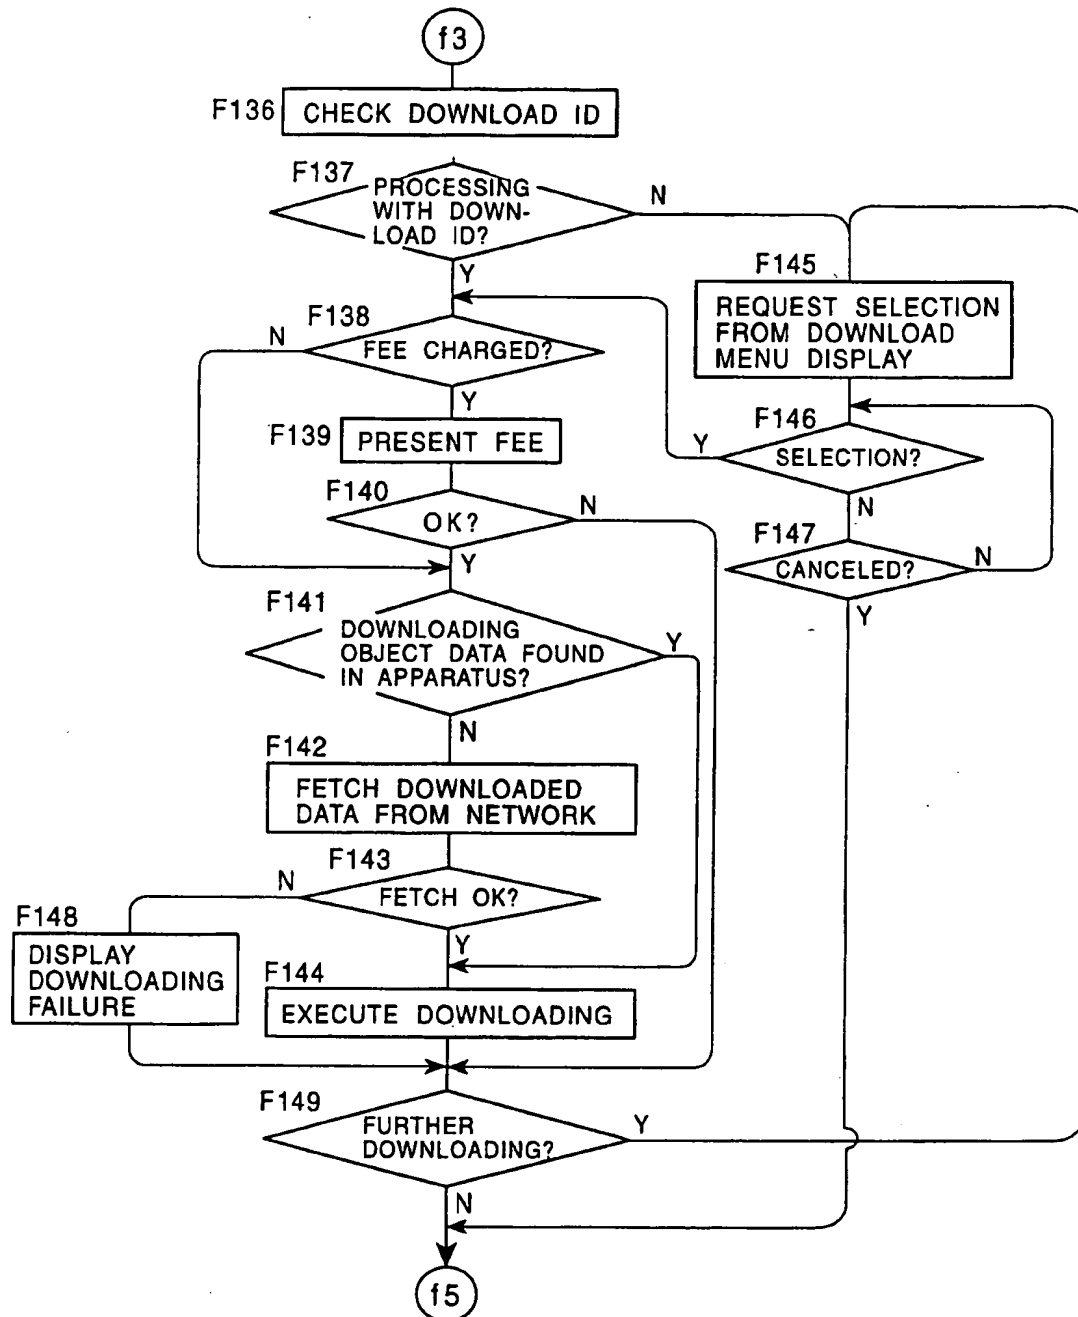 f3
F136
CHECK DOWNLOAD ID
F137
PROCESSING
WITH DOWN-
LOAD ID?
N
Y
F145
REQUEST SELECTION
FROM DOWNLOAD
MENU DISPLAY
F138
N
FEE CHARGED?
Y
F139
PRESENT FEE
F146
Y
SELECTION?
N
F140
OK?
N
Y
F147
CANCELED?
N
Y
F141
DOWNLOADING
OBJECT DATA FOUND
IN APPARATUS?
Y
N
F142
FETCH DOWNLOADED
DATA FROM NETWORK
F143
N
FETCH OK?
Y
F148
DISPLAY
DOWNLOADING
FAILURE
F144
EXECUTE DOWNLOADING
F149
FURTHER
DOWNLOADING?
Y
N
f5